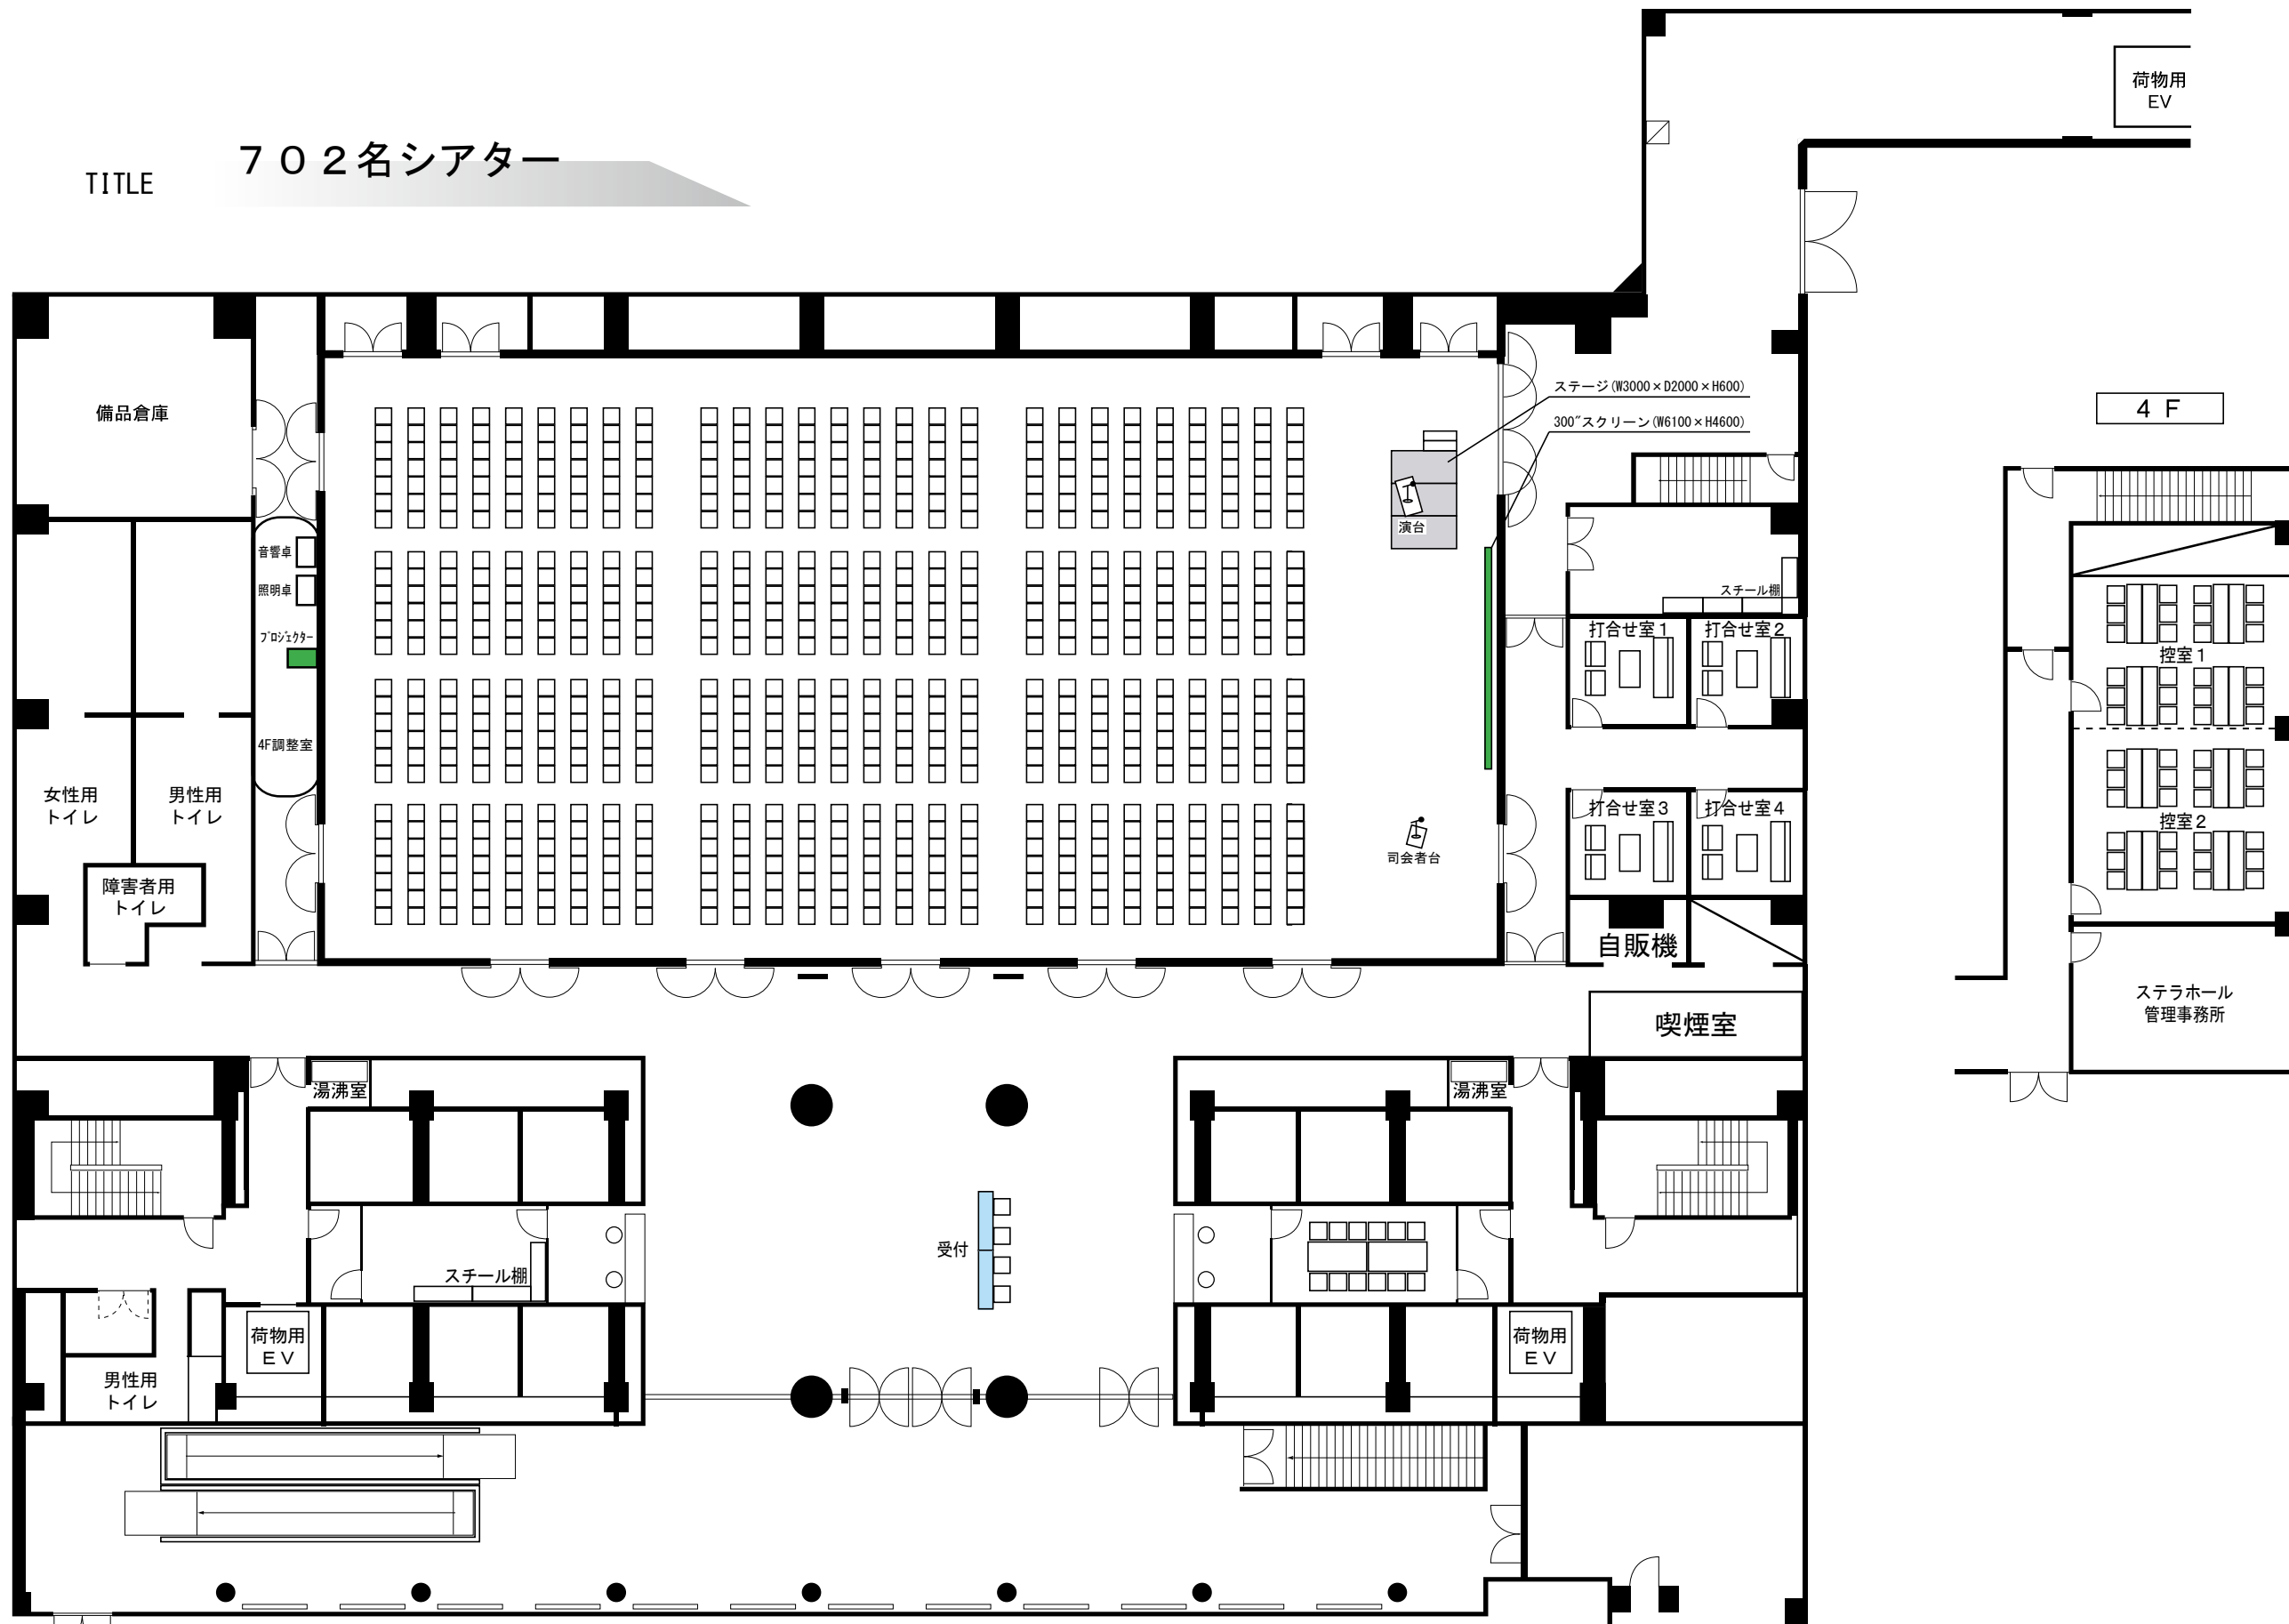 TITLE
７０２名シアター
荷物用
EV
ステージ(W3000×D2000×H600)
300″スクリーン(W6100×H4600)
４Ｆ
備品倉庫
演台
音響卓
照明卓
ﾌﾟﾛｼﾞｪｸﾀｰ
4F調整室
スチール棚
打合せ室1
打合せ室2
控室1
女性用
トイレ
男性用
トイレ
打合せ室3
打合せ室4
控室2
司会者台
障害者用
トイレ
自販機
ステラホール
管理事務所
喫煙室
湯沸室
湯沸室
受付
スチール棚
荷物用
ＥＶ
荷物用
ＥＶ
男性用
トイレ